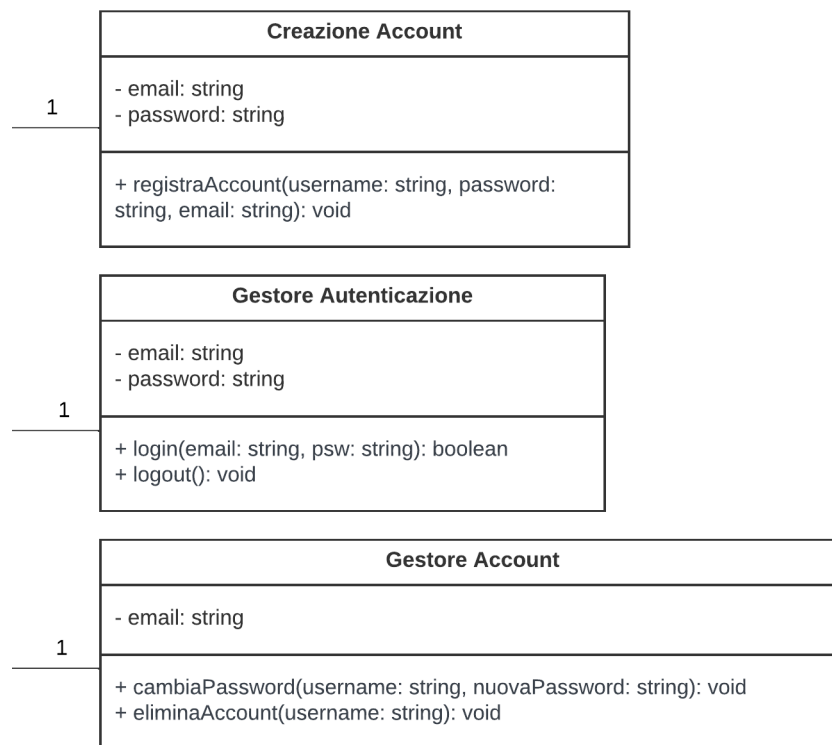 Creazione Account
- email: string
- password: string
1
+ registraAccount(username: string, password:
string, email: string): void
Gestore Autenticazione
- email: string
- password: string
1
+ login(email: string, psw: string): boolean
+ logout(): void
Gestore Account
- email: string
1
+ cambiaPassword(username: string, nuovaPassword: string): void
+ eliminaAccount(username: string): void